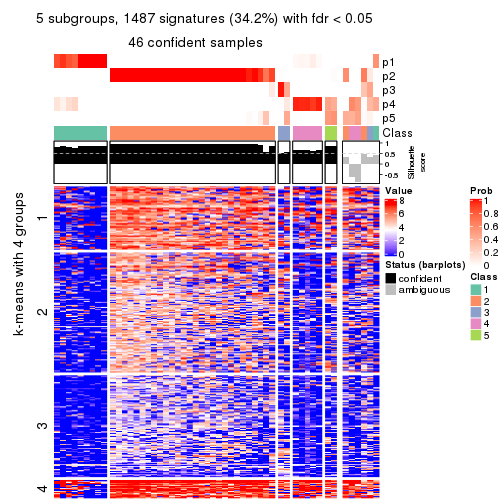 5 subgroups, 1487 signatures (34.2%) with fdr < 0.05
46 confident samples
p1
p2
p3
p4
p5
Class
1
0.5
0
-0.5
Silhouette
score
k-means with 4 groups
1
2
3
4
Value
8
6
4
2
0
Status (barplots)
confident
ambiguous
Prob
1
0.8
0.6
0.4
0.2
0
Class
1
2
3
4
5